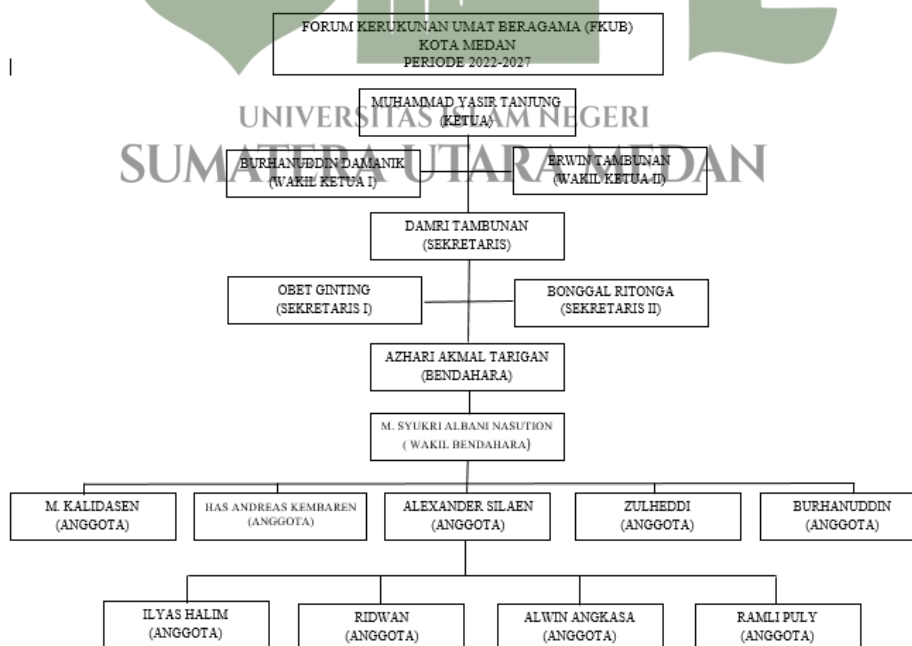 FORUM KERUKUNAN UMAT BERAGAMA (FKUB)
KOTA MEDAN
PERIODE 2022-2027
MUHAMMAD YASIR TANJUNG
(KETUA)
UNIVERSITAS ISLAM NEGERI
SUMATERA UTARA MEDAN
BURHANUDDIN DAMANIK
(WAKIL KETUA I)
ERWIN TAMBUNAN
(WAKIL KETUA II)
DAMRI TAMBUNAN
(SEKRETARIS)
OBET GINTING
(SEKRETARIS I)
BONGGAL RITONGA
(SEKRETARIS II)
AZHARI AKMAL TARIGAN
(BENDAHARA)
M. SYUKRI ALBANI NASUTION
( WAKIL BENDAHARA)
M. KALIDASEN
(ANGGOTA)
HAS ANDREAS KEMBAREN
(ANGGOTA)
ALEXANDER SILAEN
(ANGGOTA)
ZULHEDDI
(ANGGOTA)
BURHANUDDIN
(ANGGOTA)
ILYAS HALIM
(ANGGOTA)
RIDWAN
(ANGGOTA)
ALWIN ANGKASA
(ANGGOTA)
RAMLI PULY
(ANGGOTA)